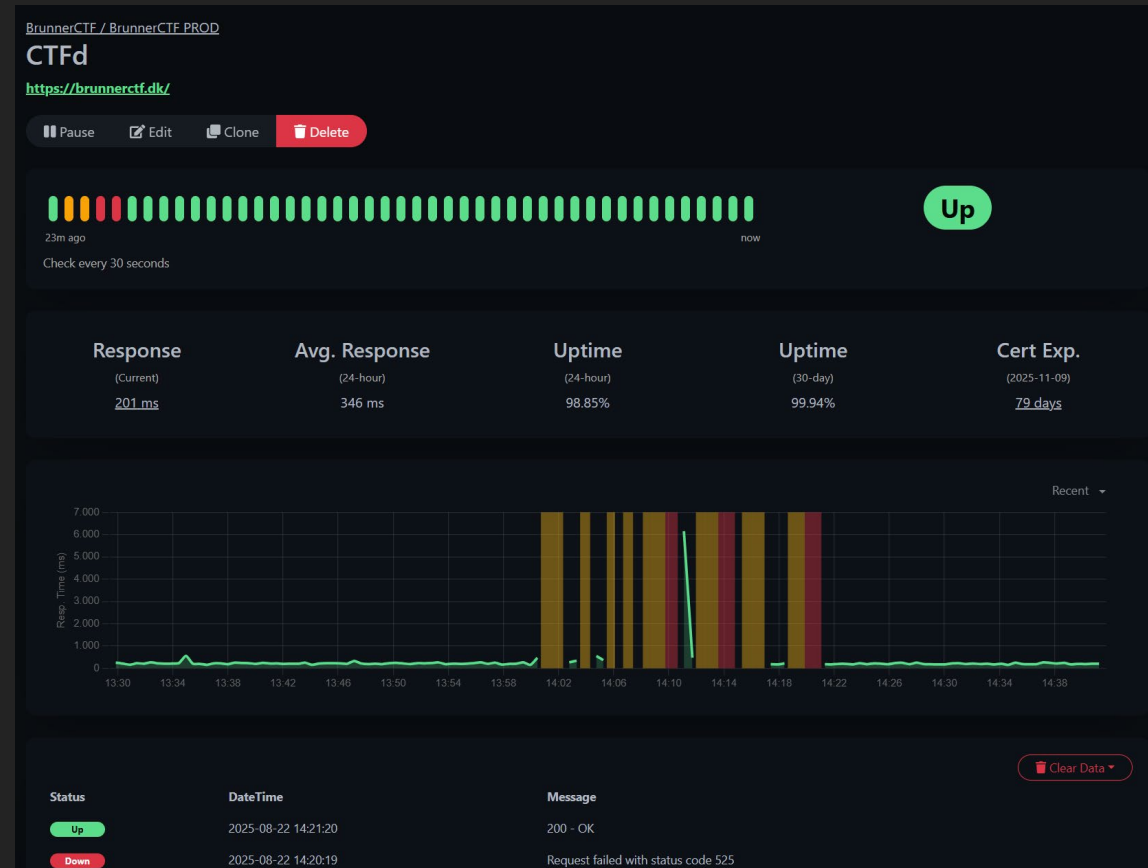 BrunnerCTF / BrunnerCTF PROD
CTFd
https://brunnerctf.dk/
Pause Edit Clone Delete
Up
23m ago now
Check every 30 seconds
Response Avg. Response Uptime Uptime Cert Exp.
(Current) (24-hour) (24-hour) (30-day) (2025-11-09)
201 ms 346 ms 98.85% 99.94% 79 days
Recent
7.000
6.000
5.000
4.000
3.000
2.000
1.000
0
Resp. Time (ms)
13:30 13:34 13:38 13:42 13:46 13:50 13:54 13:58 14:02 14:06 14:10 14:14 14:18 14:22 14:26 14:30 14:34 14:38
Clear Data
Status DateTime Message
Up 2025-08-22 14:21:20 200 - OK
Down 2025-08-22 14:20:19 Request failed with status code 525